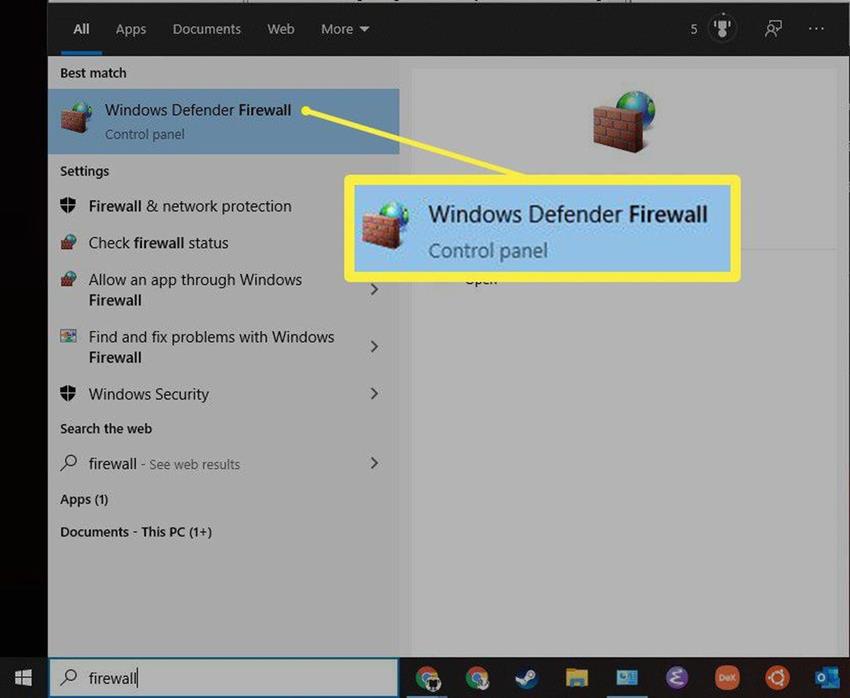 All Apps Documents Web More 5 ...
Best match
Windows Defender Firewall
Control panel
Windows Defender Firewall
Control panel
Open
Settings
Firewall & network protection
Check firewall status
Allow an app through Windows
Firewall
Find and fix problems with Windows
Firewall
Windows Security
Search the web
firewall - See web results
Apps (1)
Documents - This PC (1+)
firewall
DeX